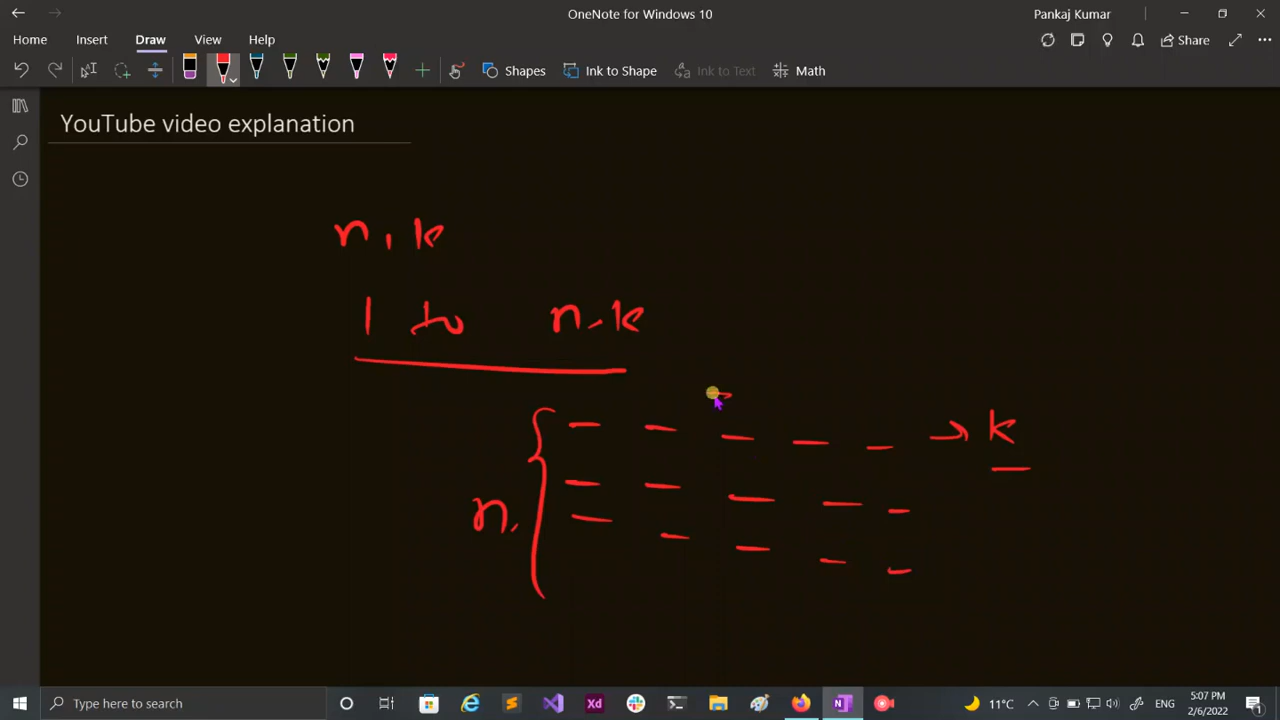 OneNote for Windows 10
Pankaj Kumar
Home Insert Draw View Help
Share
Shapes Ink to Shape Ink to Text Math
YouTube video explanation
n, k
1 to n.k
→ k
n.
Type here to search
Xd
N
11°C
ENG
5:07 PM
2/6/2022